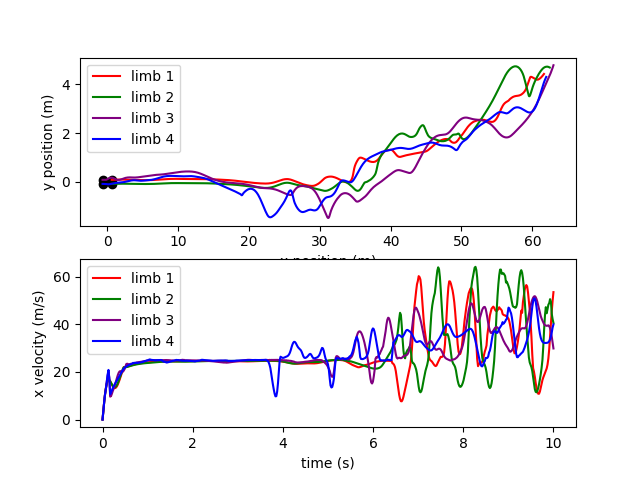 y position (m)
4
2
0
limb 1
limb 2
limb 3
limb 4
0 10 20 30 40 50 60
x position (m)
x velocity (m/s)
60
40
20
0
limb 1
limb 2
limb 3
limb 4
0 2 4 6 8 10
time (s)